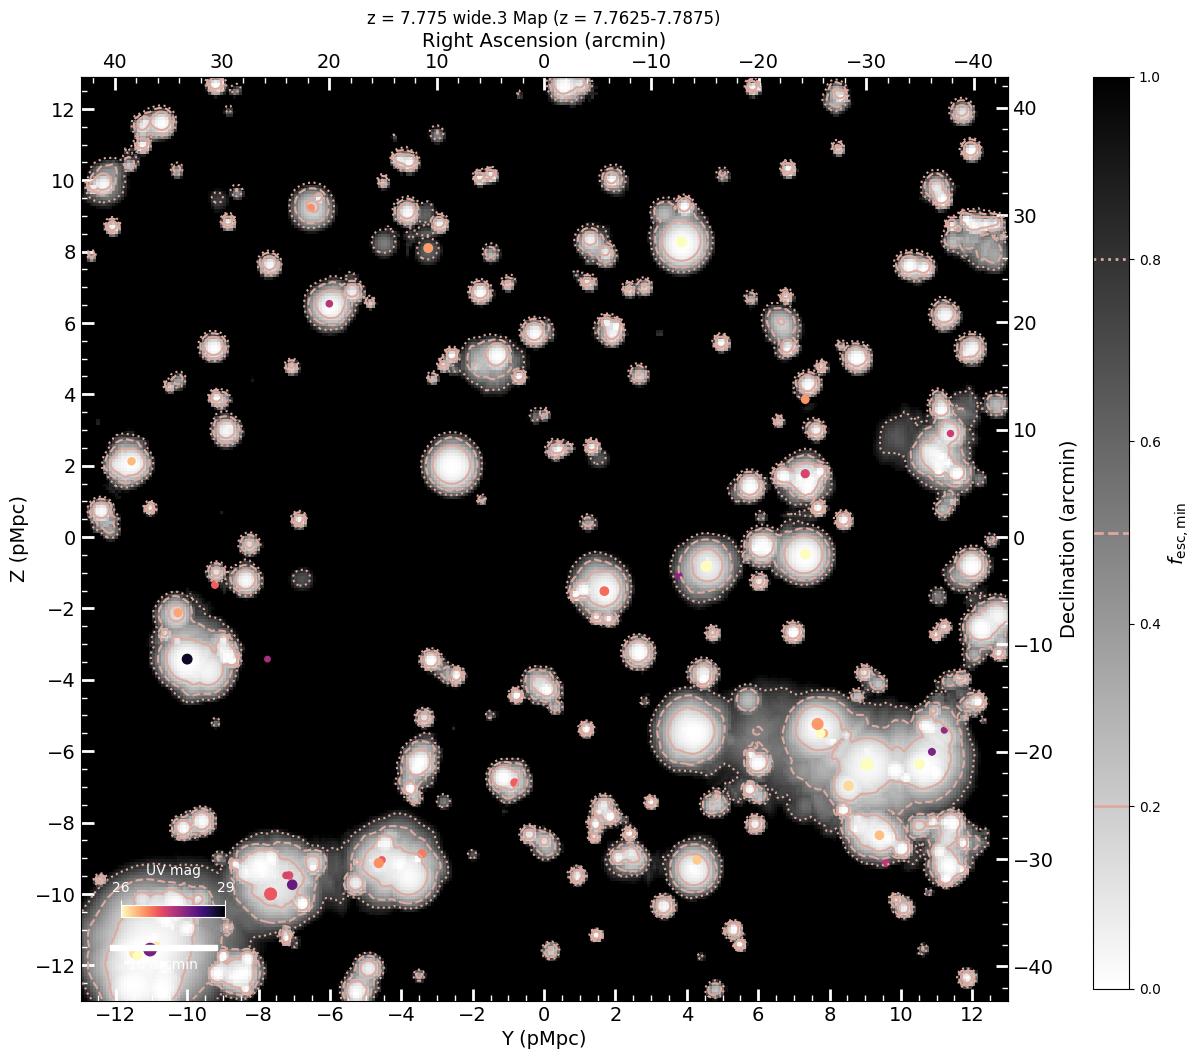 z = 7.775 wide.3 Map (z = 7.7625-7.7875)
Right Ascension (arcmin)
40 30 20 10 0 −10 −20 −30 −40
12
10
8
6
4
2
0
−2
−4
−6
−8
−10
−12
Z (pMpc)
40
30
20
10
0
−10
−20
−30
−40
Declination (arcmin)
1.0
0.8
0.6
0.4
0.2
0.0
fesc,min
UV mag
26 29
arcmin
−12 −10 −8 −6 −4 −2 0 2 4 6 8 10 12
Y (pMpc)